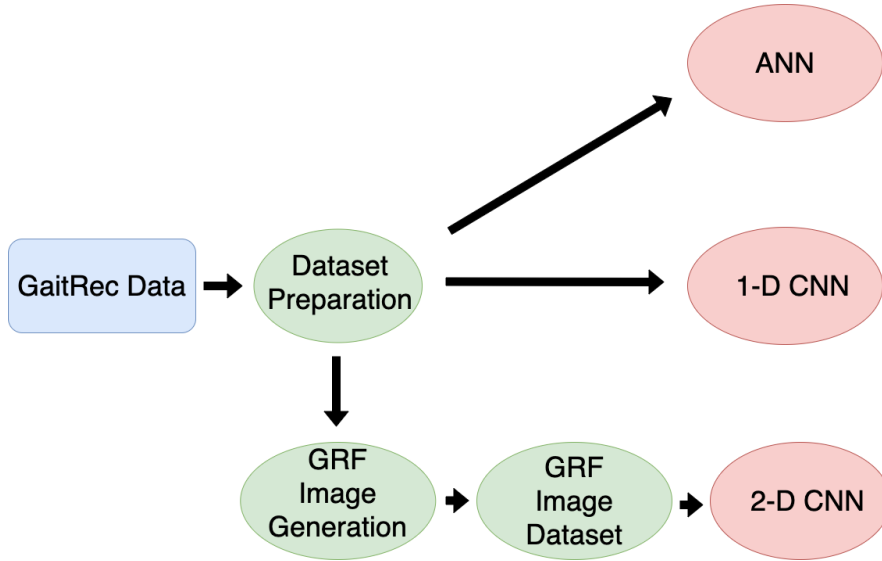 ANN
GaitRec Data
Dataset
Preparation
1-D CNN
GRF
Image
Generation
GRF
Image
Dataset
2-D CNN